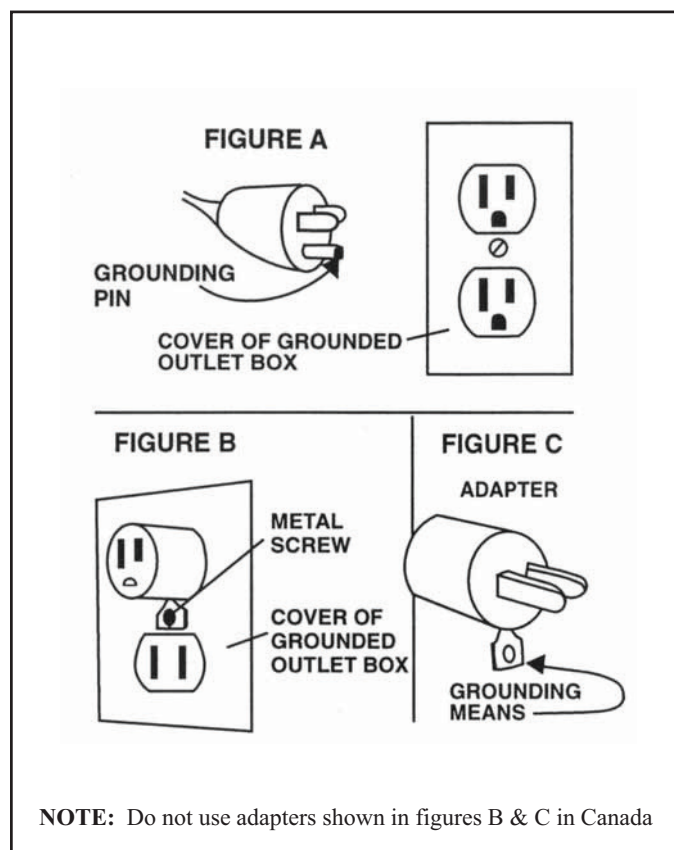 FIGURE A
GROUNDING
PIN
COVER OF GROUNDED
OUTLET BOX
FIGURE B
METAL
SCREW
COVER OF
GROUNDED
OUTLET BOX
FIGURE C
ADAPTER
GROUNDING
MEANS
NOTE: Do not use adapters shown in figures B & C in Canada